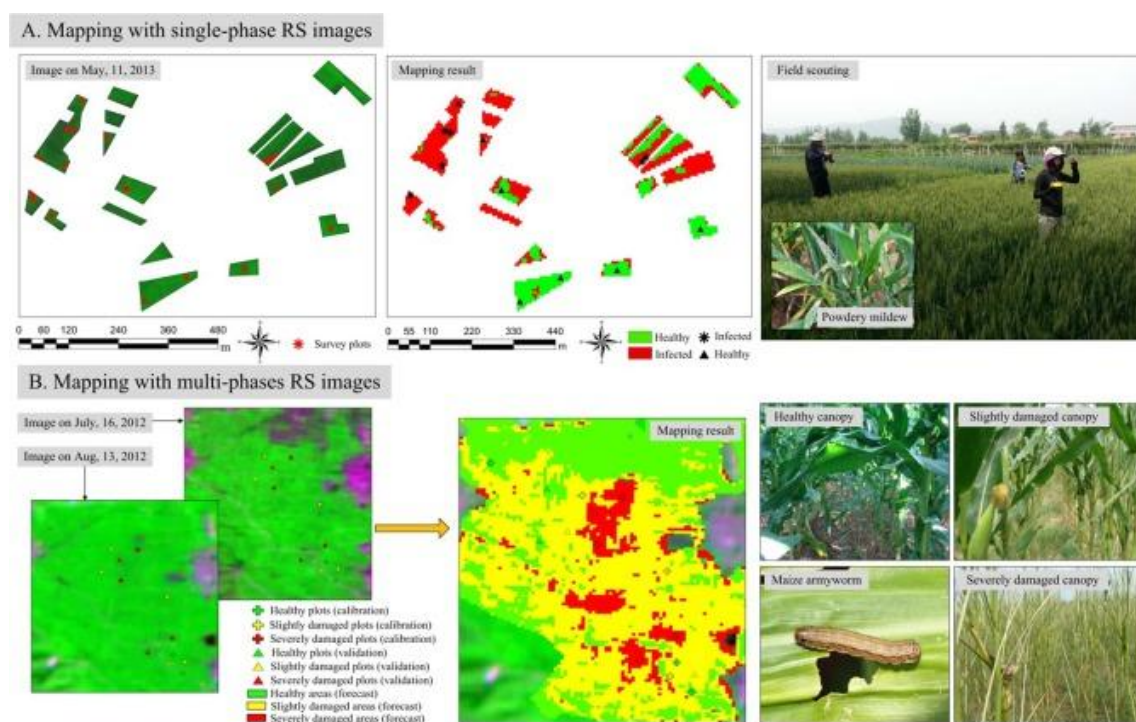 A. Mapping with single-phase RS images
Image on May, 11, 2013
Mapping result
Field scouting
Powdery mildew
0 60 120 240 360 480
m
Survey plots
0 55 110 220 330 440
m
Healthy
Infected
Infected
Healthy
B. Mapping with multi-phases RS images
Image on July, 16, 2012
Image on Aug, 13, 2012
Mapping result
Healthy canopy
Slightly damaged canopy
Maize armyworm
Severely damaged canopy
Healthy plots (calibration)
Slightly damaged plots (calibration)
Severely damaged plots (calibration)
Healthy plots (validation)
Slightly damaged plots (validation)
Severely damaged plots (validation)
Healthy areas (forecast)
Slightly damaged areas (forecast)
Severely damaged areas (forecast)